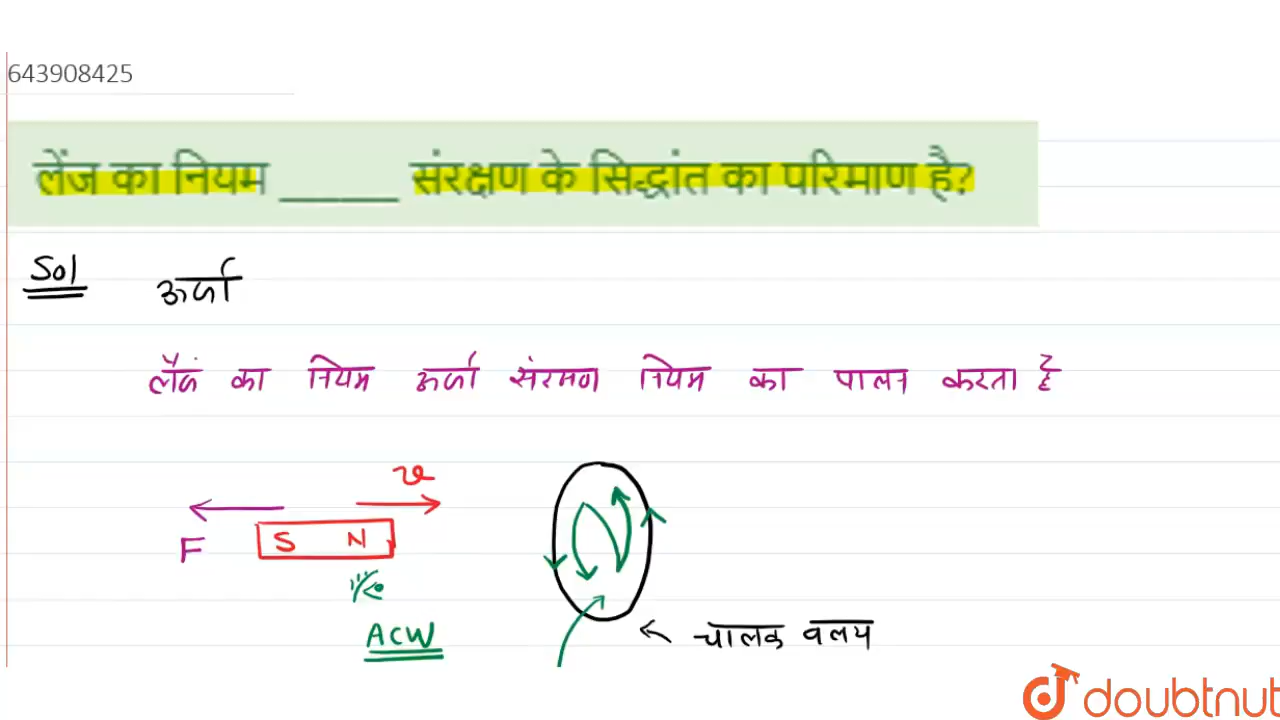 643908425
लेंज का नियम ______ संरक्षण के सिद्धांत का परिमाण है?
Sol ऊर्जा
लैंज का नियम ऊर्जा संरक्षण नियम का पालन करता है
v
F S N
ACW
चालक वलय
doubtnut